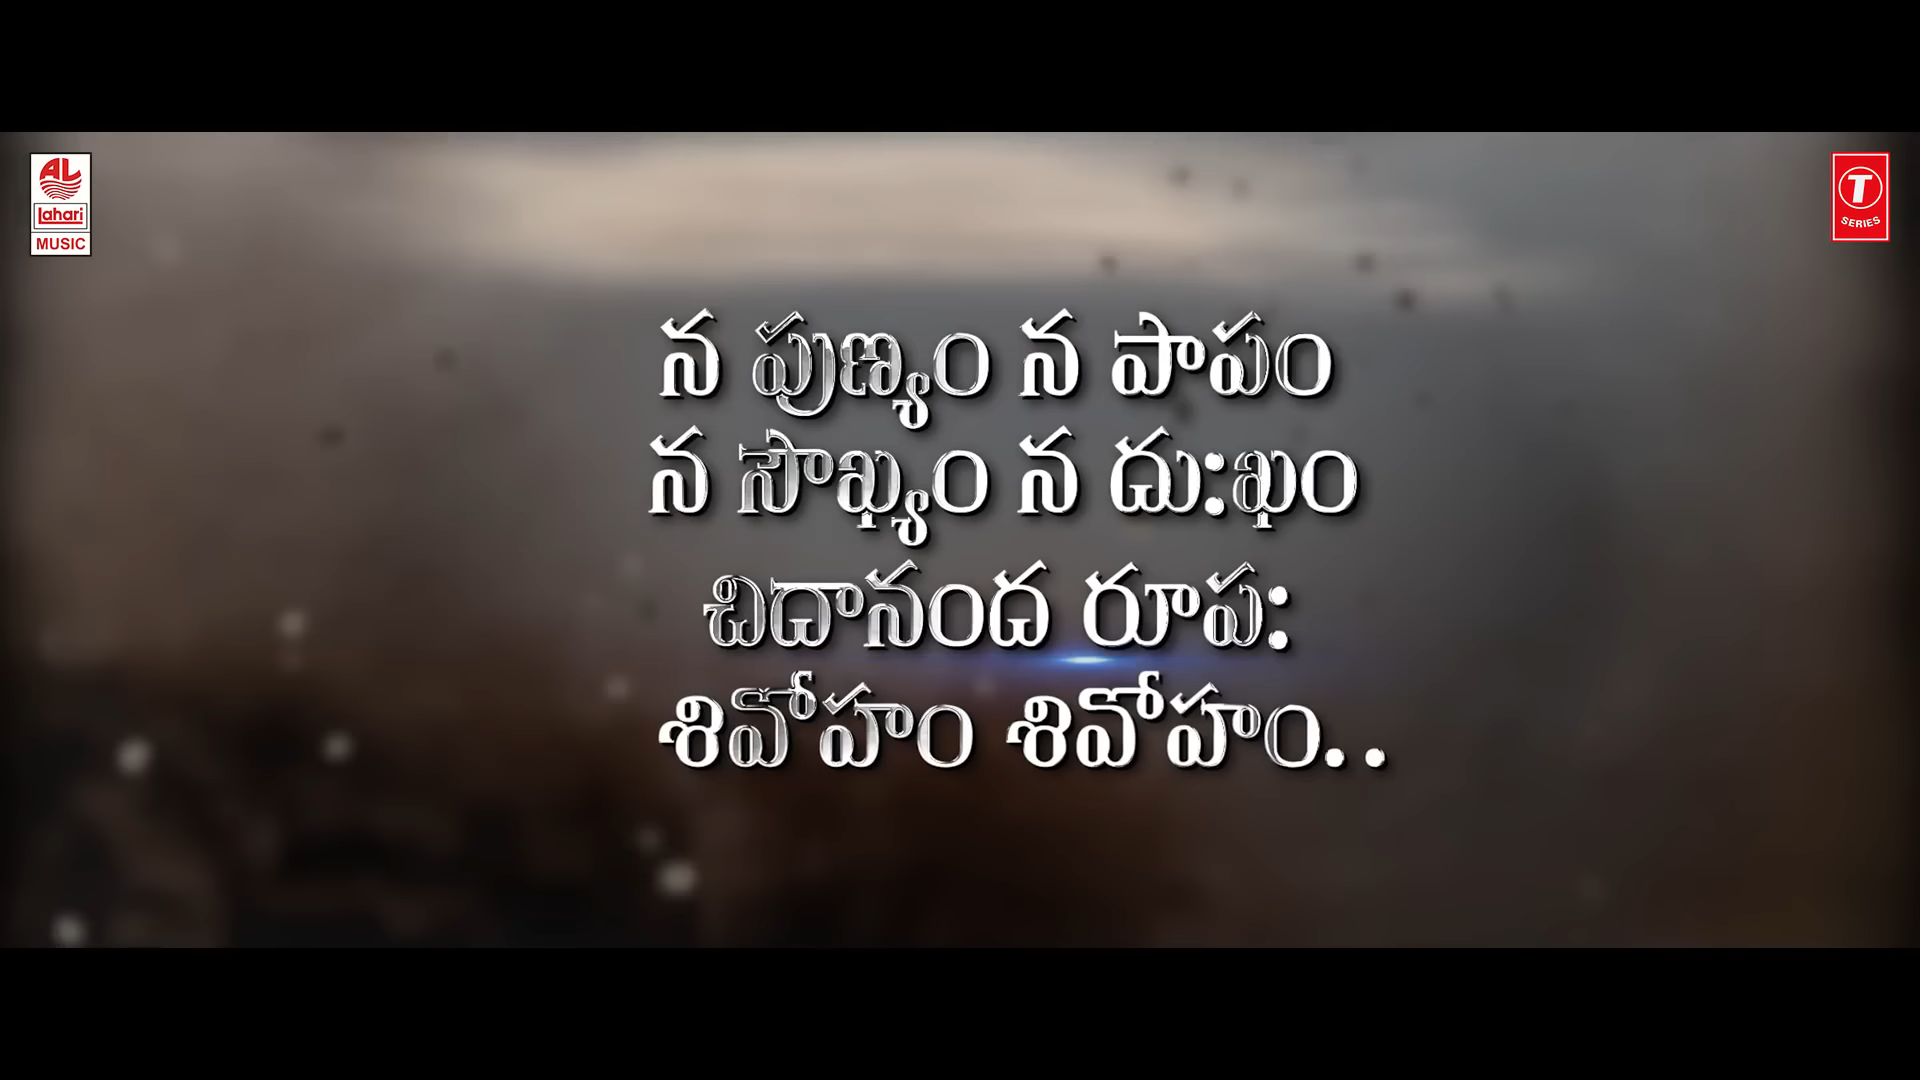 AL
Lahari
MUSIC
T
SERIES
న పుణ్యం న పాపం
న సౌఖ్యం న దు:ఖం
చిదానంద రూప:
శివోహం శివోహం..